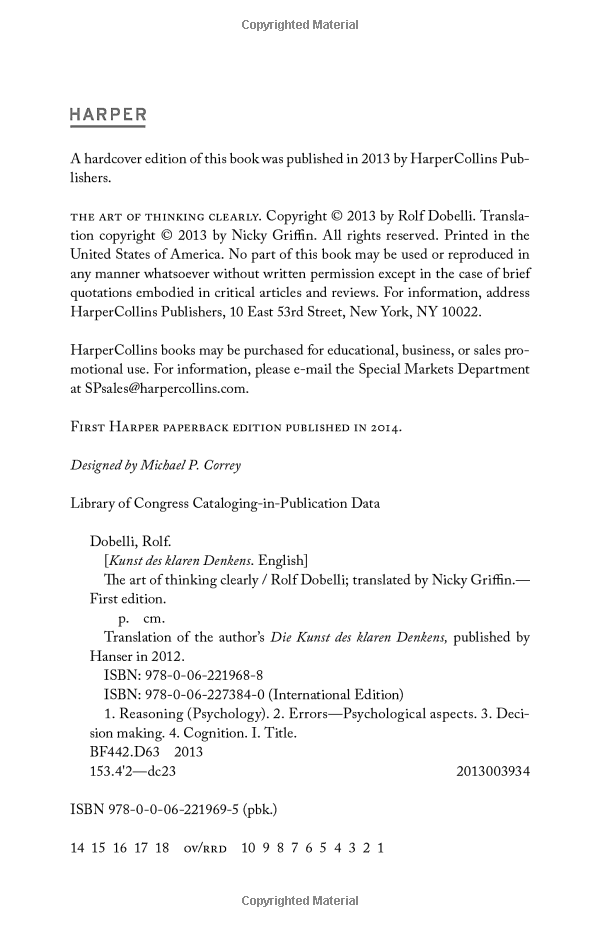 Copyrighted Material
HARPER
A hardcover edition of this book was published in 2013 by HarperCollins Pub-
lishers.
THE ART OF THINKING CLEARLY. Copyright © 2013 by Rolf Dobelli. Transla-
tion copyright © 2013 by Nicky Griffin. All rights reserved. Printed in the
United States of America. No part of this book may be used or reproduced in
any manner whatsoever without written permission except in the case of brief
quotations embodied in critical articles and reviews. For information, address
HarperCollins Publishers, 10 East 53rd Street, New York, NY 10022.
HarperCollins books may be purchased for educational, business, or sales pro-
motional use. For information, please e-mail the Special Markets Department
at SPsales@harpercollins.com.
FIRST HARPER PAPERBACK EDITION PUBLISHED IN 2014.
Designed by Michael P. Correy
Library of Congress Cataloging-in-Publication Data
Dobelli, Rolf.
[Kunst des klaren Denkens. English]
The art of thinking clearly / Rolf Dobelli; translated by Nicky Griffin.—
First edition.
p. cm.
Translation of the author's Die Kunst des klaren Denkens, published by
Hanser in 2012.
ISBN: 978-0-06-221968-8
ISBN: 978-0-06-227384-0 (International Edition)
1. Reasoning (Psychology). 2. Errors—Psychological aspects. 3. Deci-
sion making. 4. Cognition. I. Title.
BF442.D63 2013
153.4'2—dc23 2013003934
ISBN 978-0-0-06-221969-5 (pbk.)
14 15 16 17 18 OV/RRD 10 9 8 7 6 5 4 3 2 1
Copyrighted Material